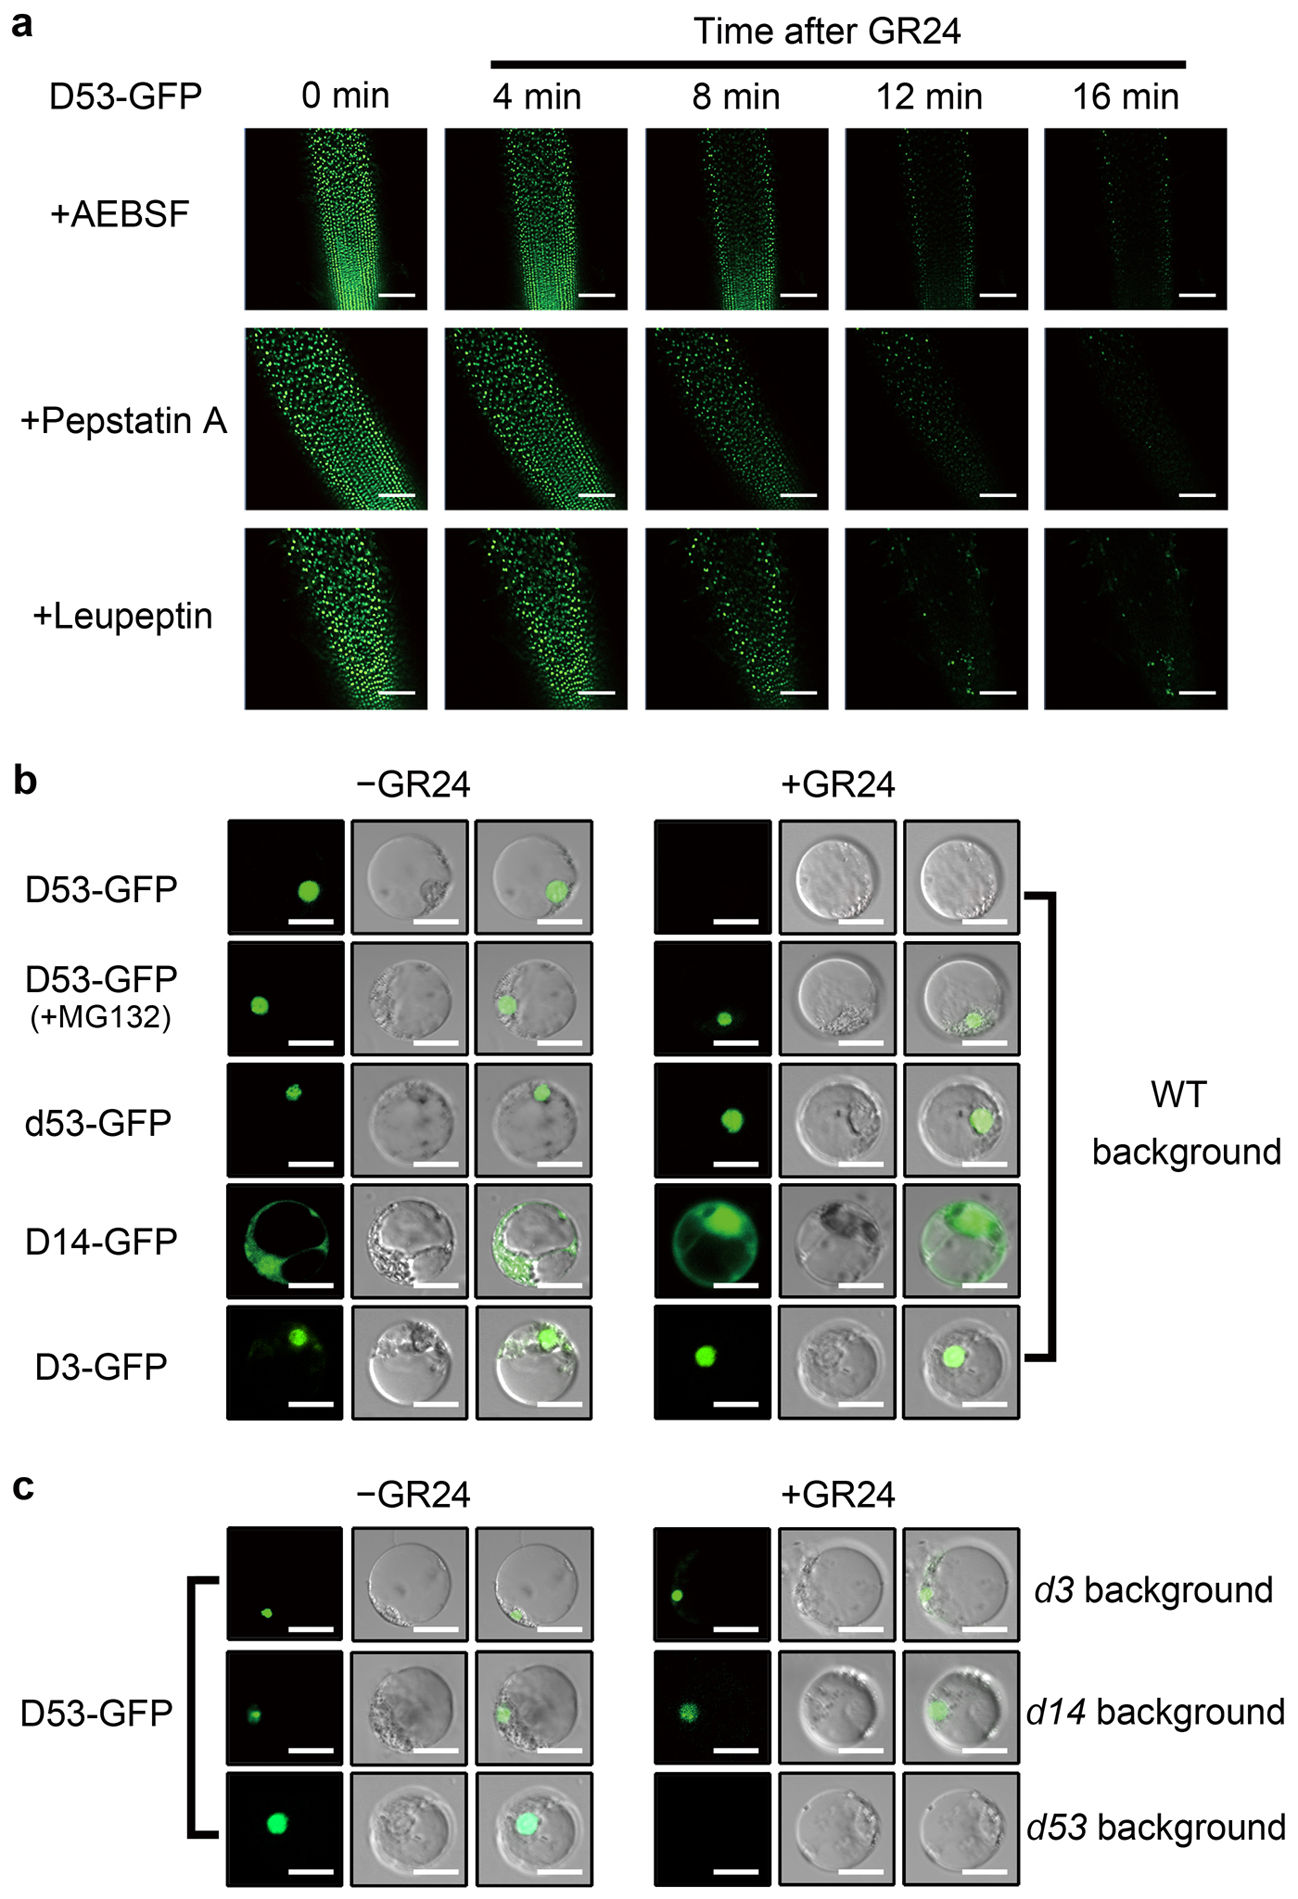 a
Time after GR24
D53-GFP 0 min 4 min 8 min 12 min 16 min
+AEBSF
+Pepstatin A
+Leupeptin
b
−GR24 +GR24
D53-GFP
D53-GFP
(+MG132)
d53-GFP
WT
background
D14-GFP
D3-GFP
c
−GR24 +GR24
d3 background
D53-GFP
d14 background
d53 background